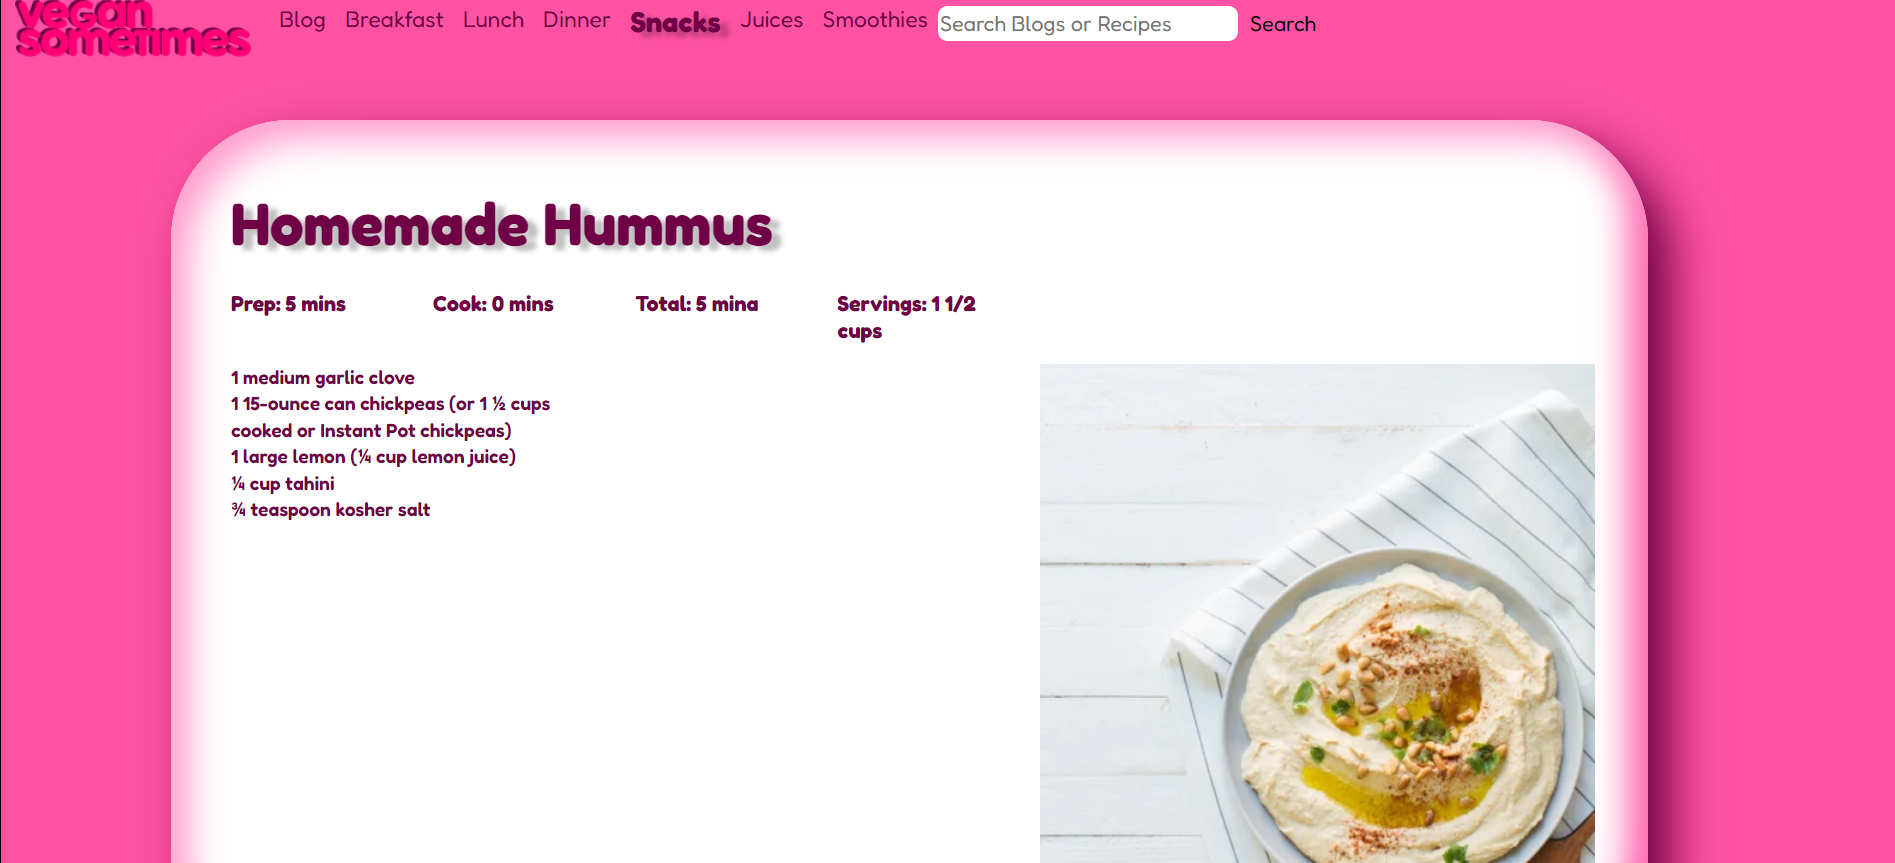 vegan
sometimes
Blog Breakfast Lunch Dinner Snacks Juices Smoothies Search Blogs or Recipes Search
Homemade Hummus
Prep: 5 mins Cook: 0 mins Total: 5 mina Servings: 1 1/2
cups
1 medium garlic clove
1 15-ounce can chickpeas (or 1 ½ cups
cooked or Instant Pot chickpeas)
1 large lemon (¼ cup lemon juice)
¼ cup tahini
¾ teaspoon kosher salt